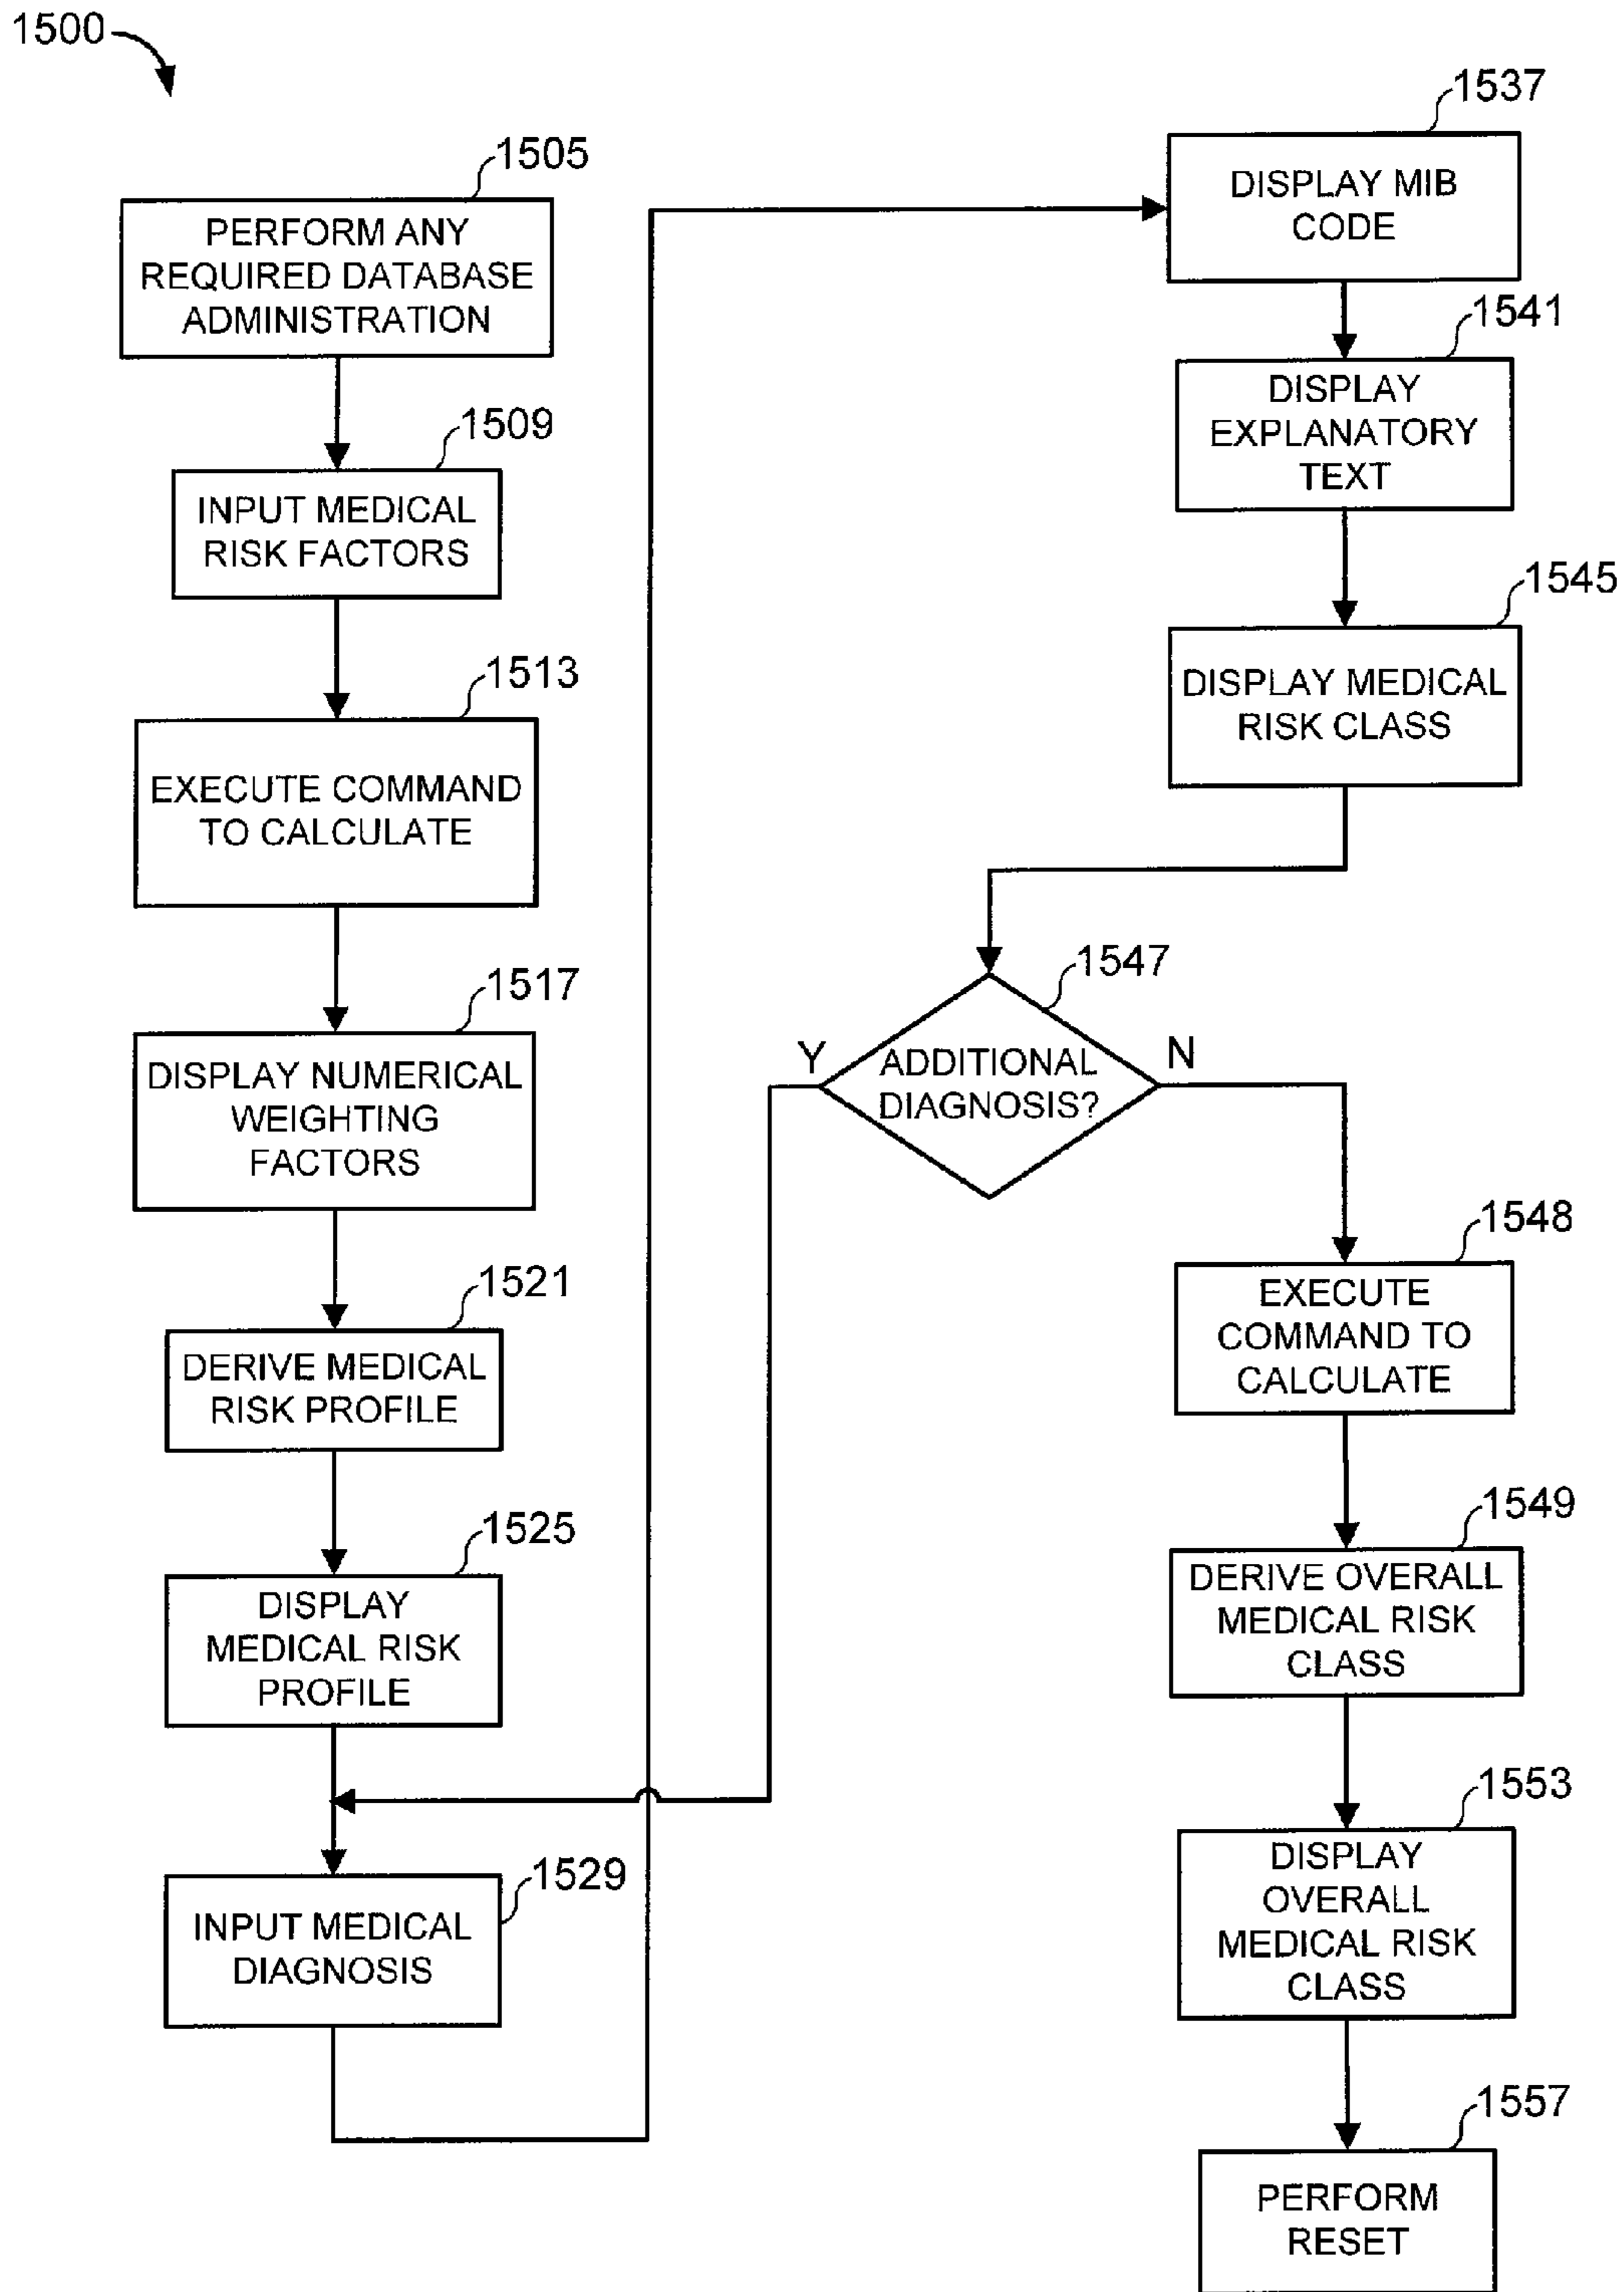 1500
1505
PERFORM ANY
REQUIRED DATABASE
ADMINISTRATION
1509
INPUT MEDICAL
RISK FACTORS
1513
EXECUTE COMMAND
TO CALCULATE
1517
DISPLAY NUMERICAL
WEIGHTING
FACTORS
1521
DERIVE MEDICAL
RISK PROFILE
1525
DISPLAY
MEDICAL RISK
PROFILE
1529
INPUT MEDICAL
DIAGNOSIS
1537
DISPLAY MIB
CODE
1541
DISPLAY
EXPLANATORY
TEXT
1545
DISPLAY MEDICAL
RISK CLASS
1547
Y
ADDITIONAL
DIAGNOSIS?
N
1548
EXECUTE
COMMAND TO
CALCULATE
1549
DERIVE OVERALL
MEDICAL RISK
CLASS
1553
DISPLAY
OVERALL
MEDICAL RISK
CLASS
1557
PERFORM
RESET